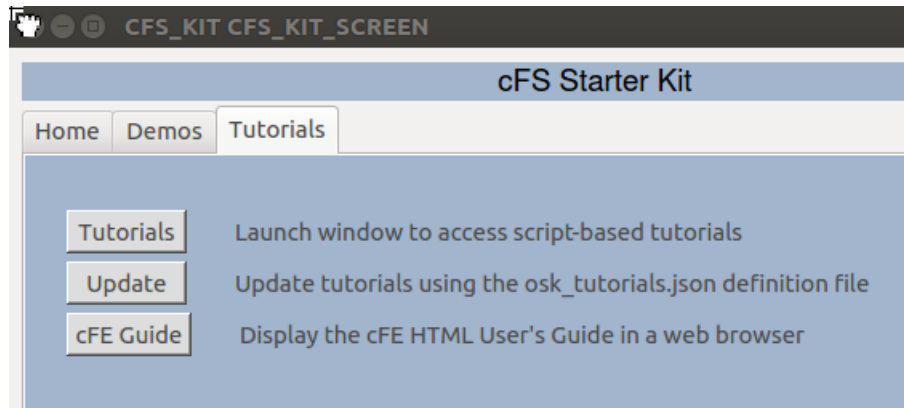 CFS_KIT CFS_KIT_SCREEN
cFS Starter Kit
Home Demos Tutorials
Tutorials Launch window to access script-based tutorials
Update Update tutorials using the osk_tutorials.json definition file
cFE Guide Display the cFE HTML User's Guide in a web browser